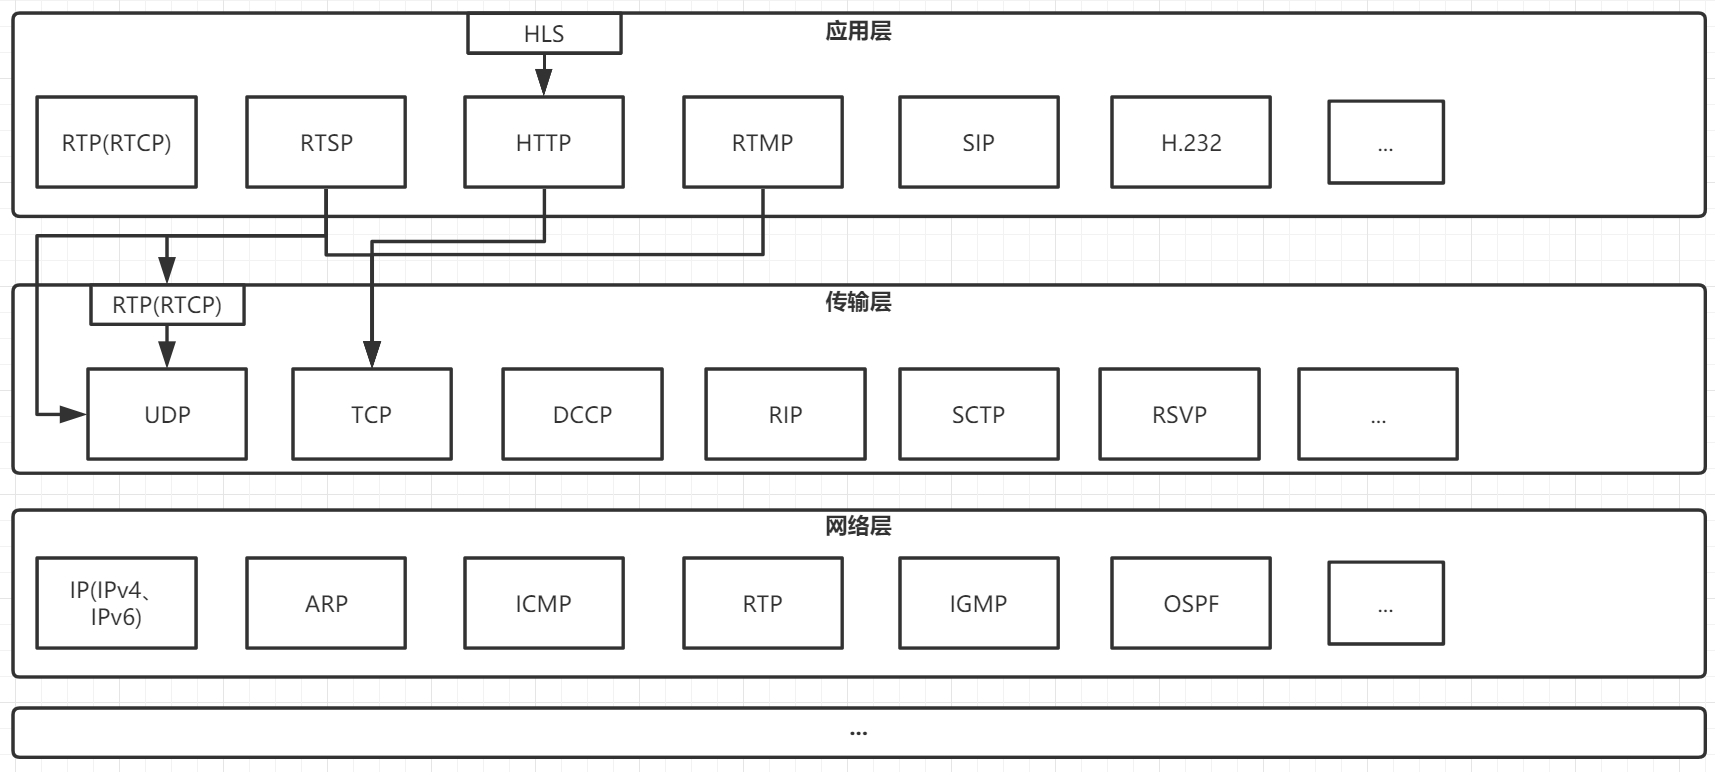 HLS
应用层
RTP(RTCP)
RTSP
HTTP
RTMP
SIP
H.232
...
传输层
RTP(RTCP)
UDP
TCP
DCCP
RIP
SCTP
RSVP
...
网络层
IP(IPv4、
IPv6)
ARP
ICMP
RTP
IGMP
OSPF
...
...